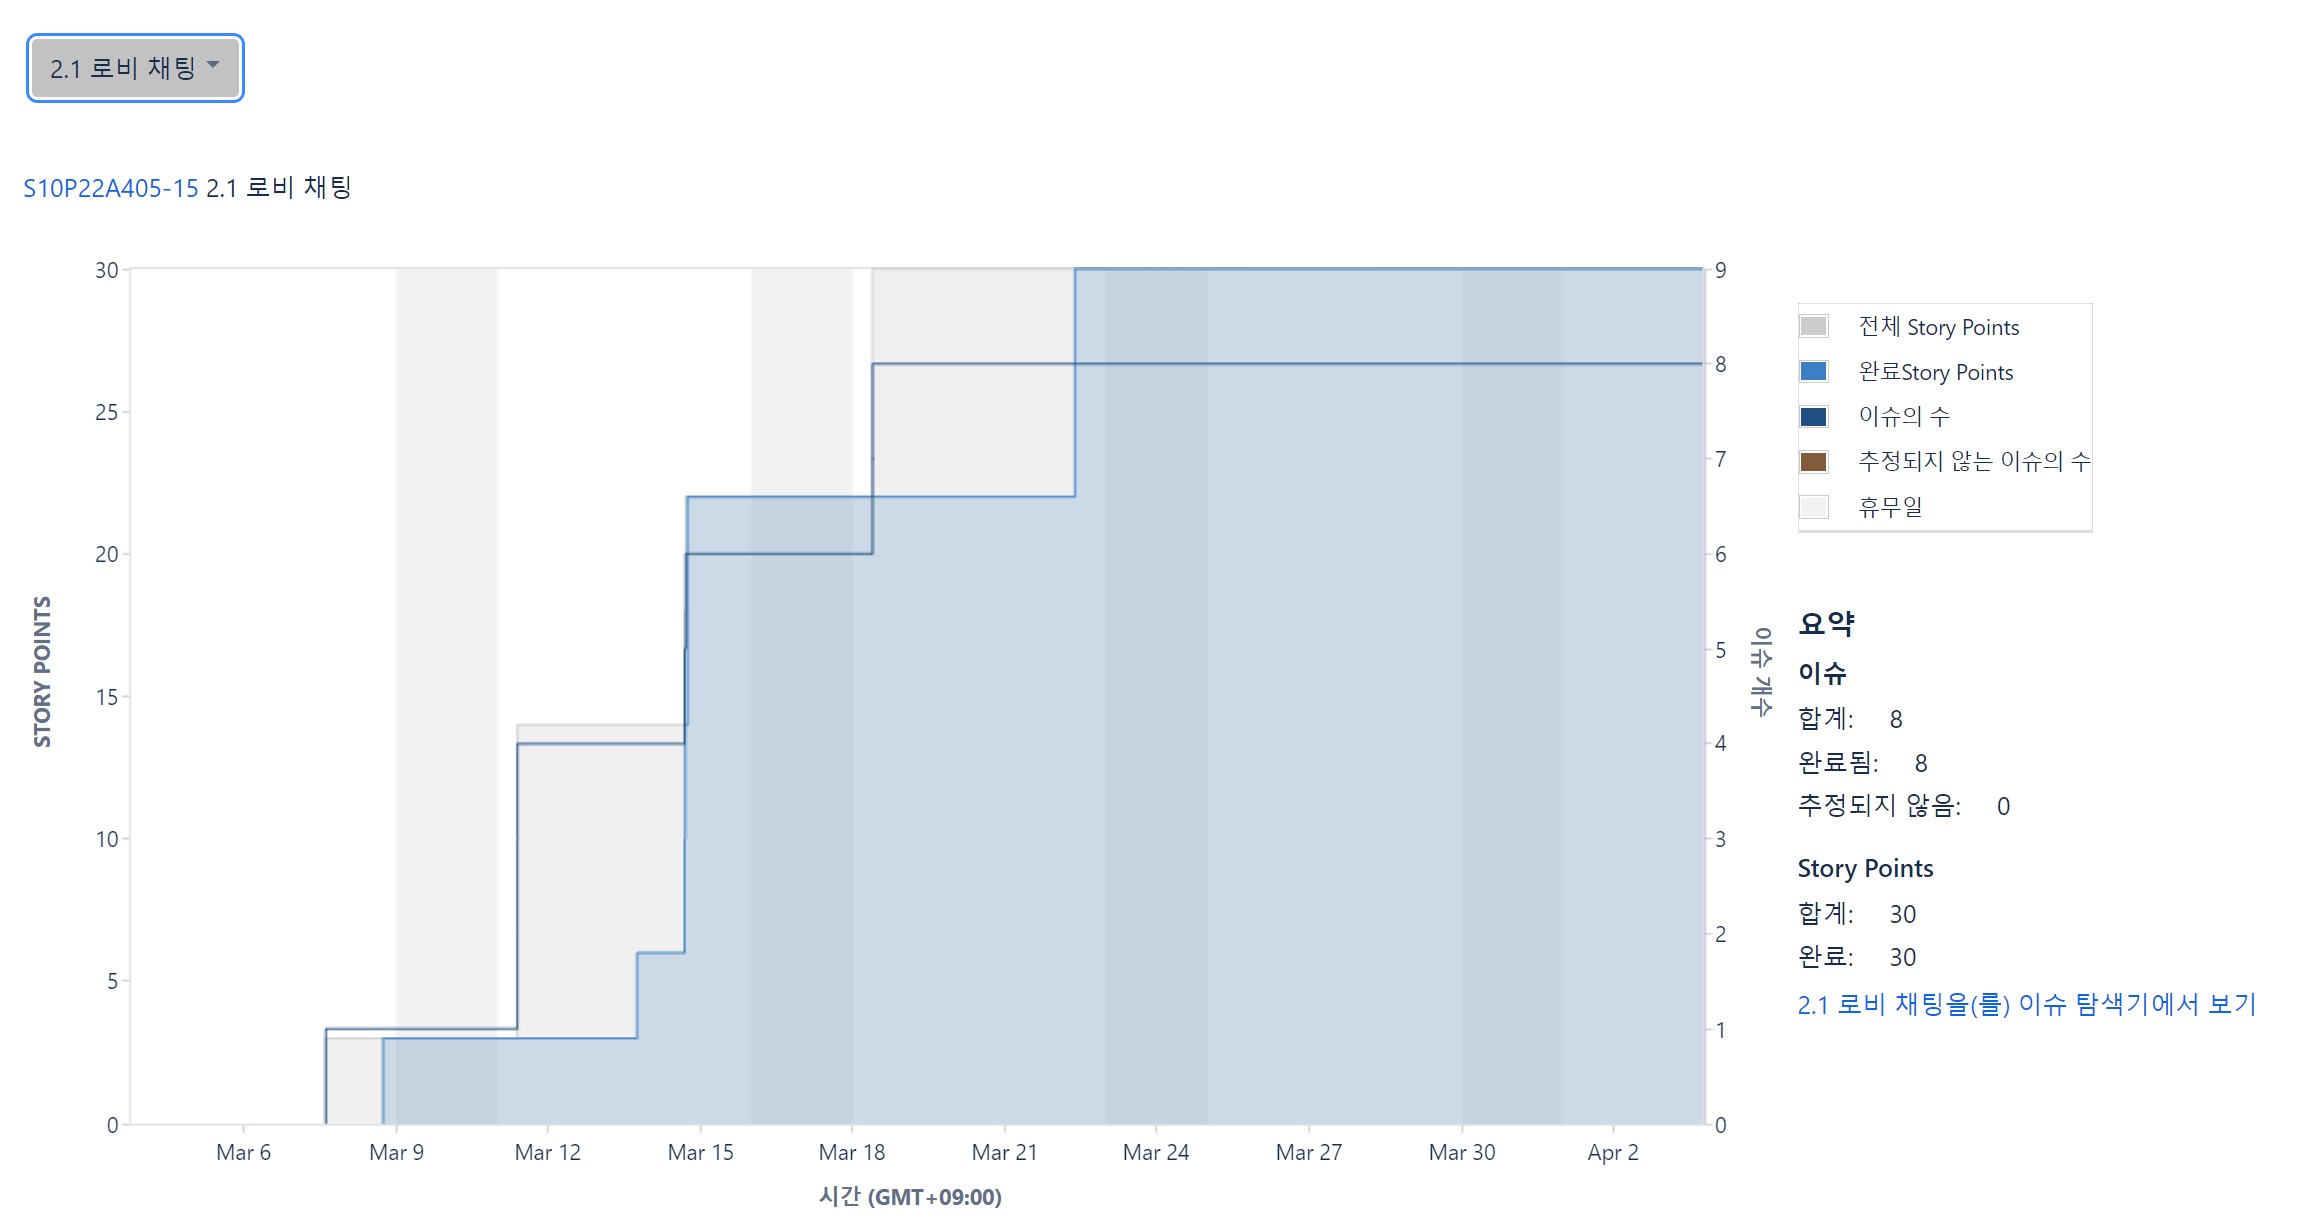 2.1 로비 채팅
S10P22A405-15 2.1 로비 채팅
30
25
20
15
10
5
0
STORY POINTS
9
8
7
6
5
4
3
2
1
0
이슈 개수
Mar 6
Mar 9
Mar 12
Mar 15
Mar 18
Mar 21
Mar 24
Mar 27
Mar 30
Apr 2
시간 (GMT+09:00)
전체 Story Points
완료Story Points
이슈의 수
추정되지 않는 이슈의 수
휴무일
요약
이슈
합계: 8
완료됨: 8
추정되지 않음: 0
Story Points
합계: 30
완료: 30
2.1 로비 채팅을(를) 이슈 탐색기에서 보기